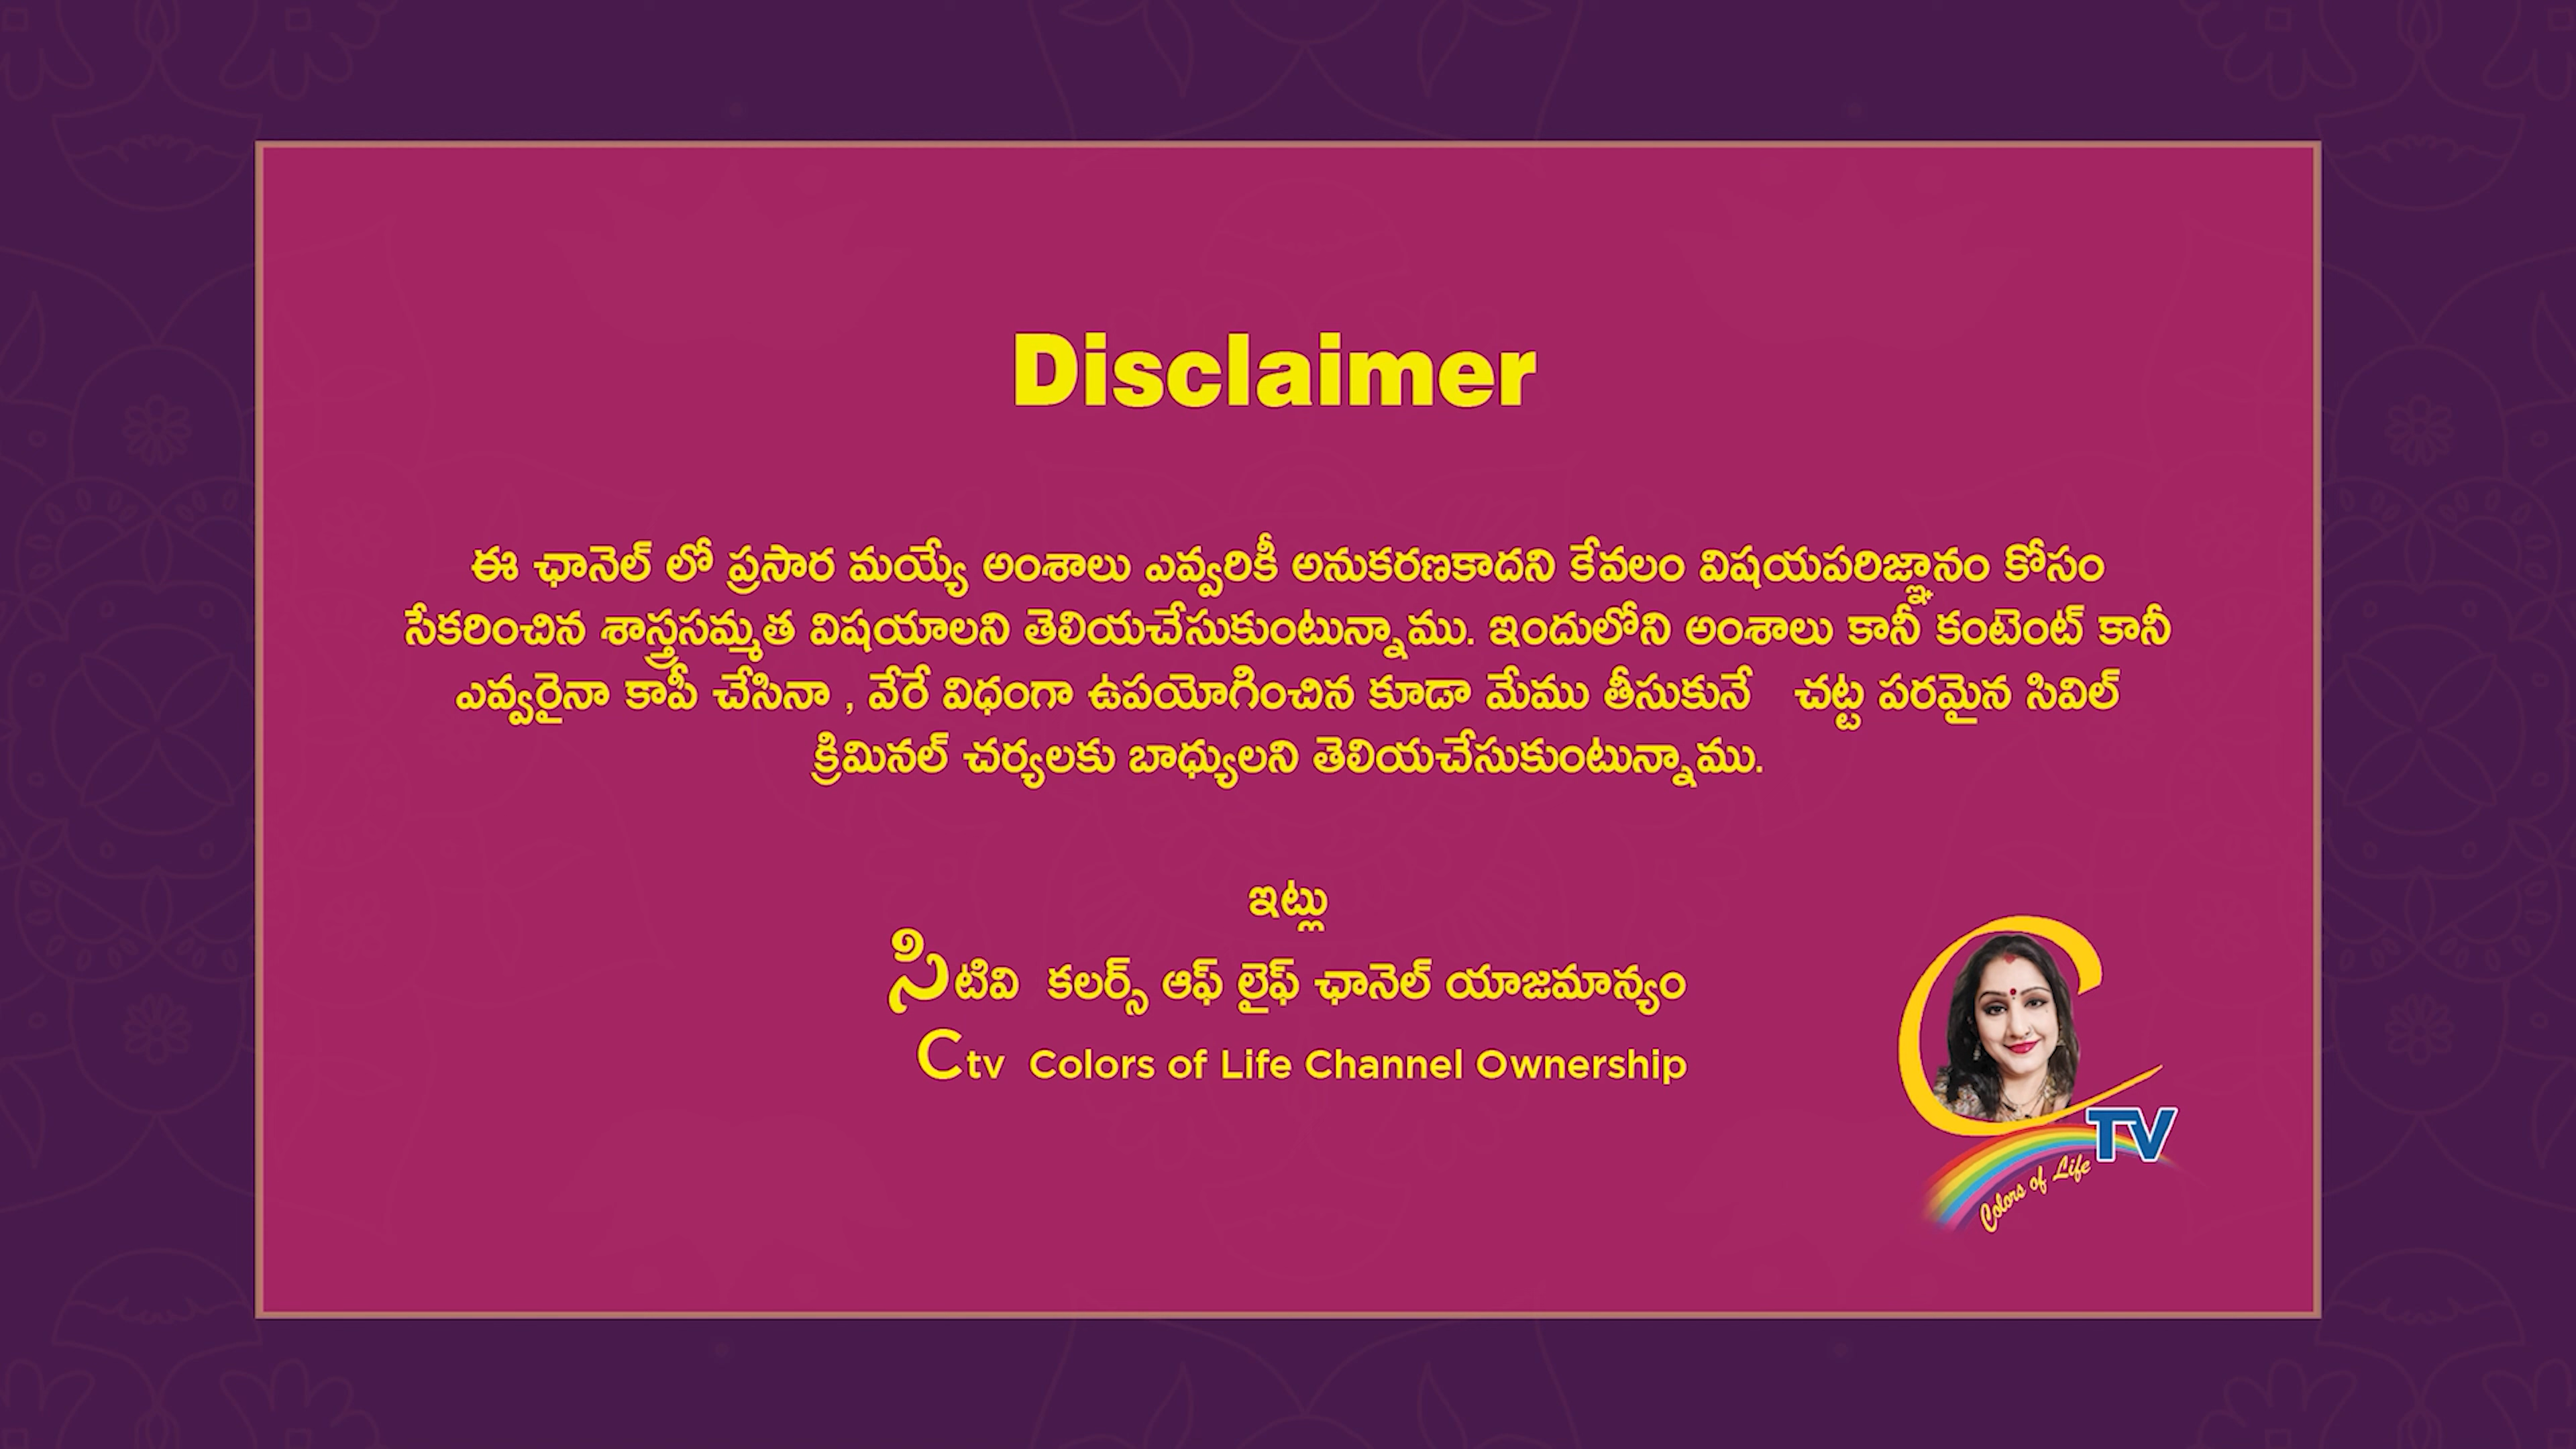 Disclaimer
ఈ ఛానెల్ లో ప్రసార మయ్యే అంశాలు ఎవ్వరికీ అనుకరణకాదని కేవలం విషయపరిజ్ఞానం కోసం
సేకరించిన శాస్త్రసమ్మత విషయాలని తెలియచేసుకుంటున్నాము. ఇందులోని అంశాలు కానీ కంటెంట్ కానీ
ఎవ్వరైనా కాపీ చేసినా , వేరే విధంగా ఉపయోగించిన కూడా మేము తీసుకునే చట్ట పరమైన సివిల్
క్రిమినల్ చర్యలకు బాధ్యులని తెలియచేసుకుంటున్నాము.
ఇట్లు
సిటివి కలర్స్ ఆఫ్ లైఫ్ ఛానెల్ యాజమాన్యం
Ctv Colors of Life Channel Ownership
C TV
Colors of Life